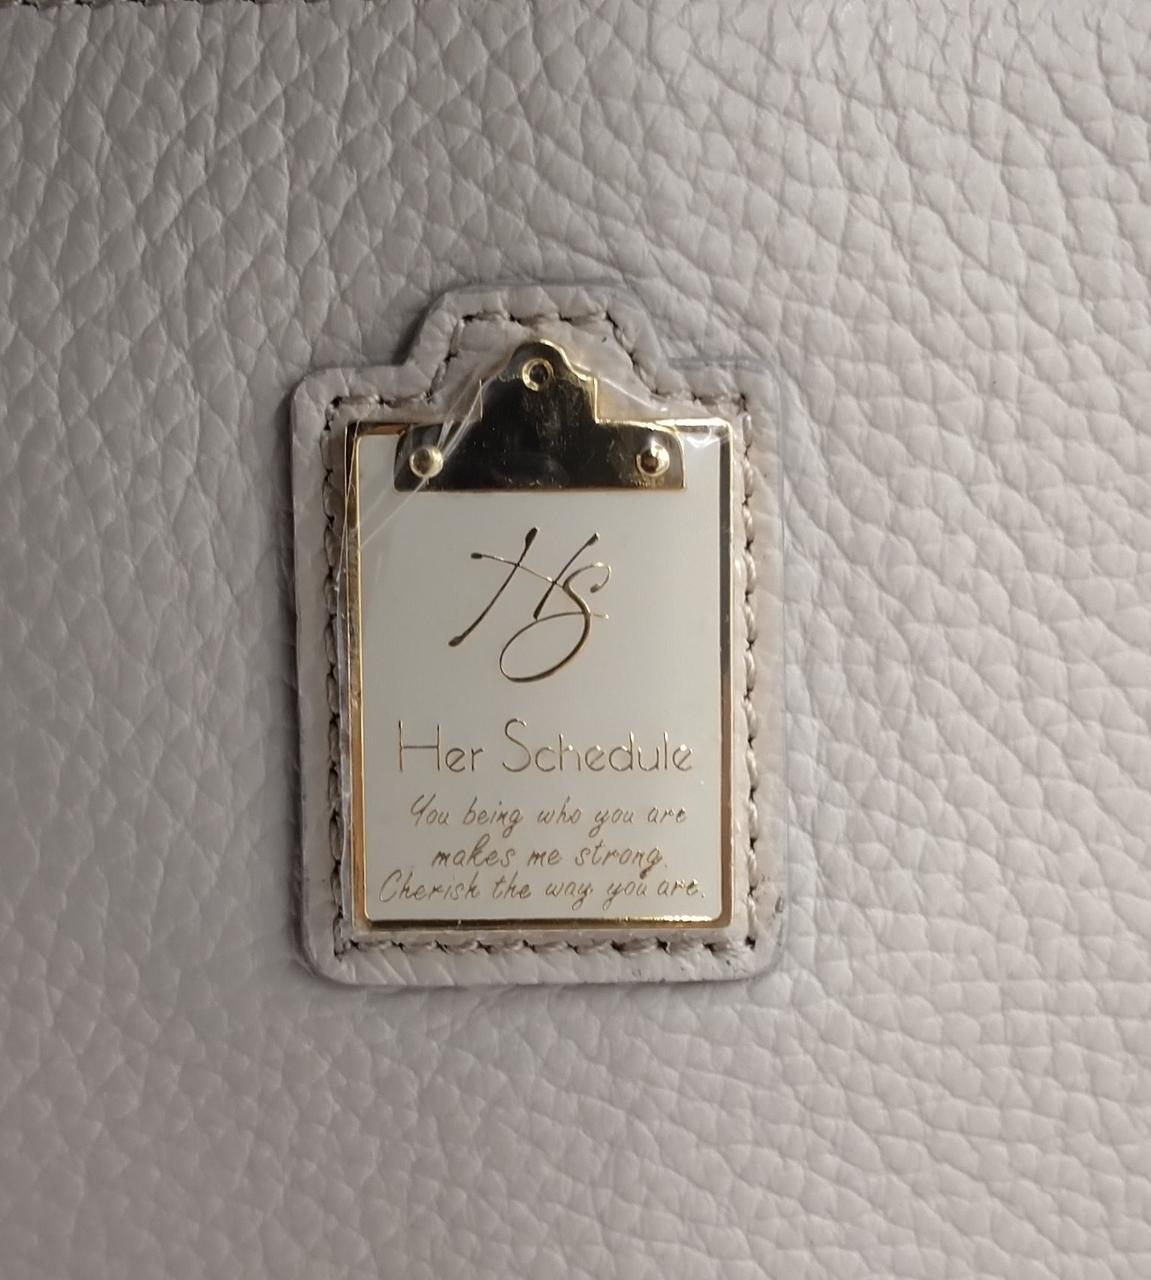 HS
Her Schedule
You being who you are
makes me strong.
Cherish the way you are.